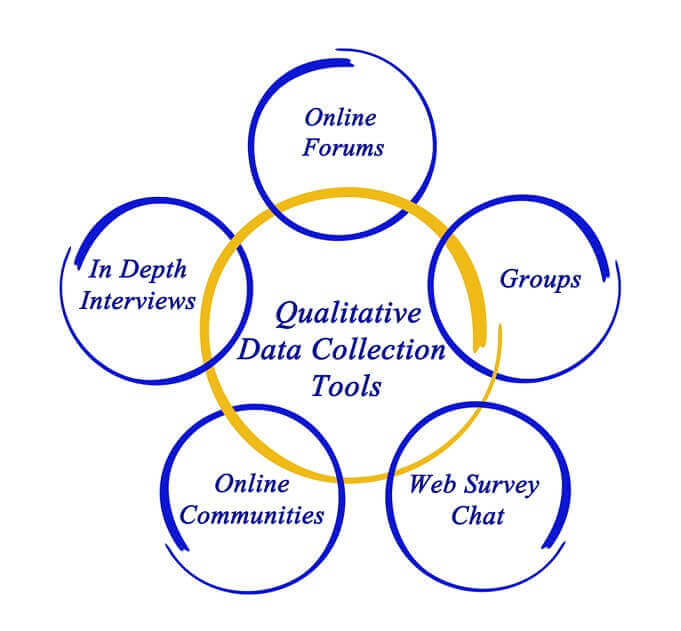 Online
Forums
In Depth
Interviews
Groups
Qualitative
Data Collection
Tools
Online
Communities
Web Survey
Chat